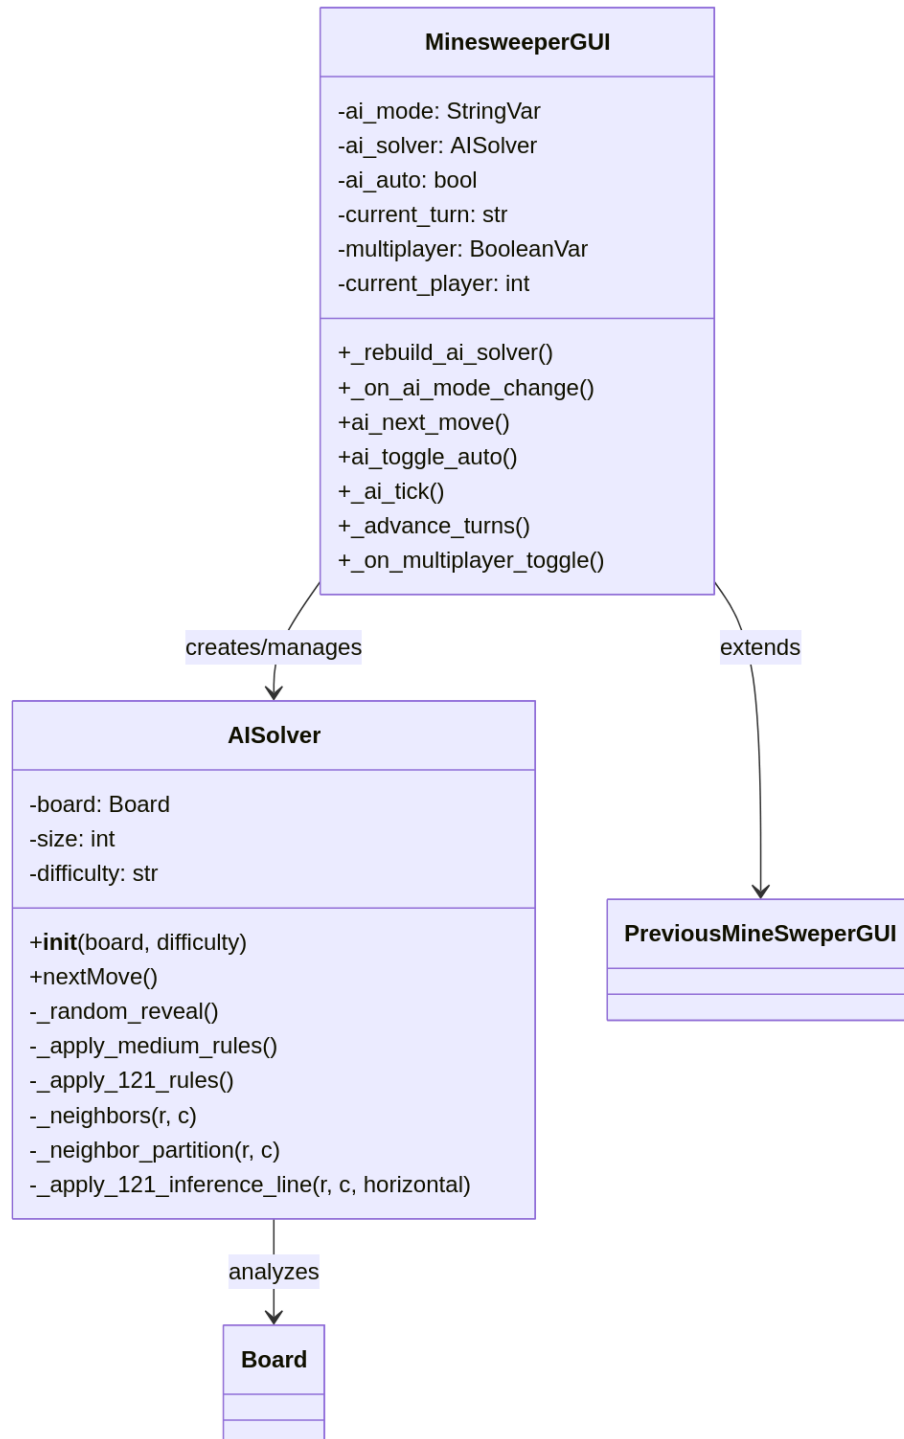 MinesweeperGUI
-ai_mode: StringVar
-ai_solver: AISolver
-ai_auto: bool
-current_turn: str
-multiplayer: BooleanVar
-current_player: int
+_rebuild_ai_solver()
+_on_ai_mode_change()
+ai_next_move()
+ai_toggle_auto()
+_ai_tick()
+_advance_turns()
+_on_multiplayer_toggle()
creates/manages
extends
AISolver
-board: Board
-size: int
-difficulty: str
+init(board, difficulty)
+nextMove()
-_random_reveal()
-_apply_medium_rules()
-_apply_121_rules()
-_neighbors(r, c)
-_neighbor_partition(r, c)
-_apply_121_inference_line(r, c, horizontal)
PreviousMineSweperGUI
analyzes
Board